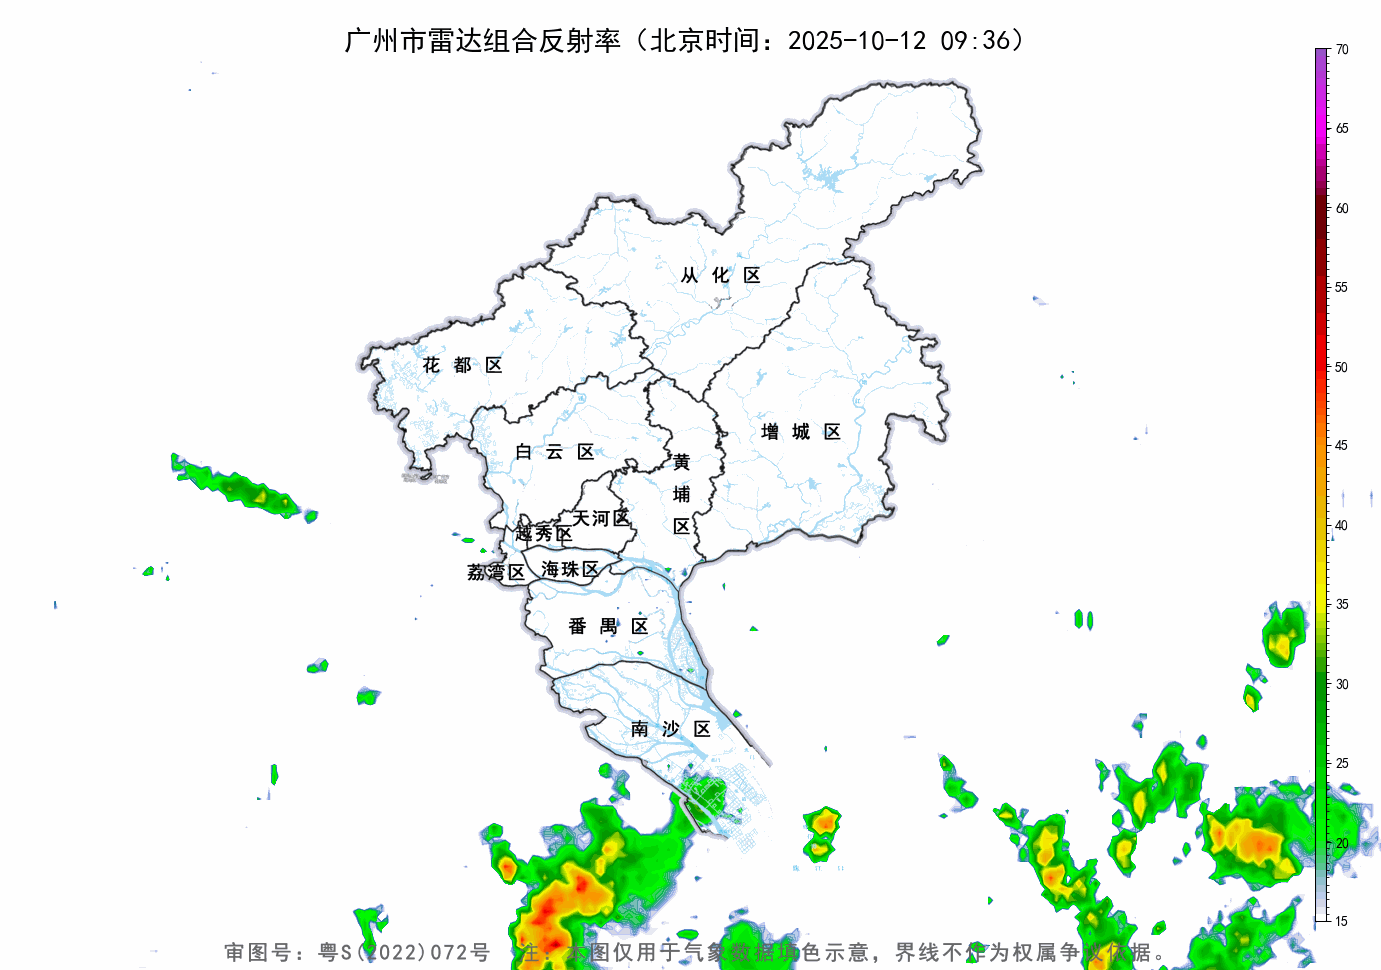 广州市雷达组合反射率（北京时间：2025-10-12 09:36）
70
65
60
55
50
45
40
35
30
25
20
15
从化区
花都区
增城区
白云区
黄埔区
天河区
越秀区
荔湾区
海珠区
番禺区
南沙区
审图号：粤S(2022)072号 注：本图仅用于气象数据填色示意，界线不作为权属争议依据。